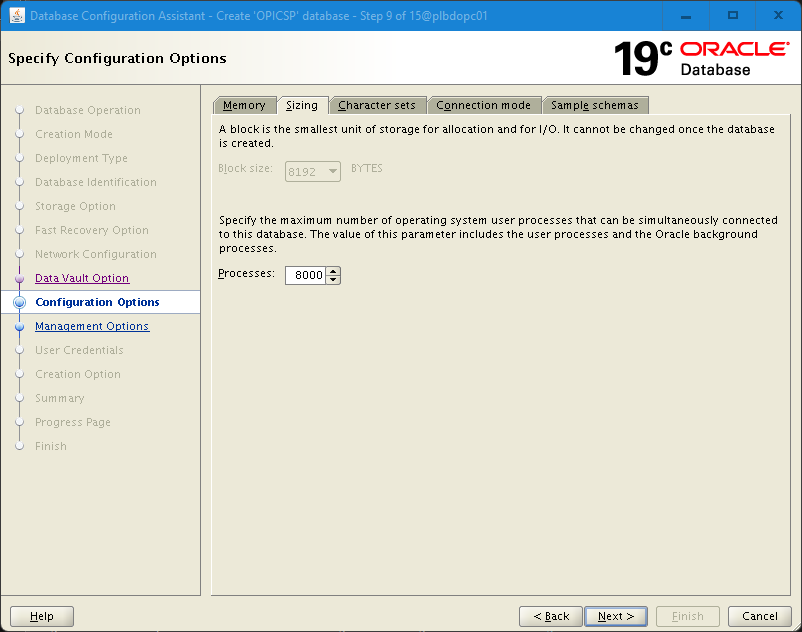 Database Configuration Assistant - Create 'OPICSP' database - Step 9 of 15@plbdopc01
Specify Configuration Options
19c ORACLE®
Database
Database Operation
Creation Mode
Deployment Type
Database Identification
Storage Option
Fast Recovery Option
Network Configuration
Data Vault Option
Configuration Options
Management Options
User Credentials
Creation Option
Summary
Progress Page
Finish
Memory Sizing Character sets Connection mode Sample schemas
A block is the smallest unit of storage for allocation and for I/O. It cannot be changed once the database
is created.
Block size: 8192 BYTES
Specify the maximum number of operating system user processes that can be simultaneously connected
to this database. The value of this parameter includes the user processes and the Oracle background
processes.
Processes: 8000
Help < Back Next > Finish Cancel